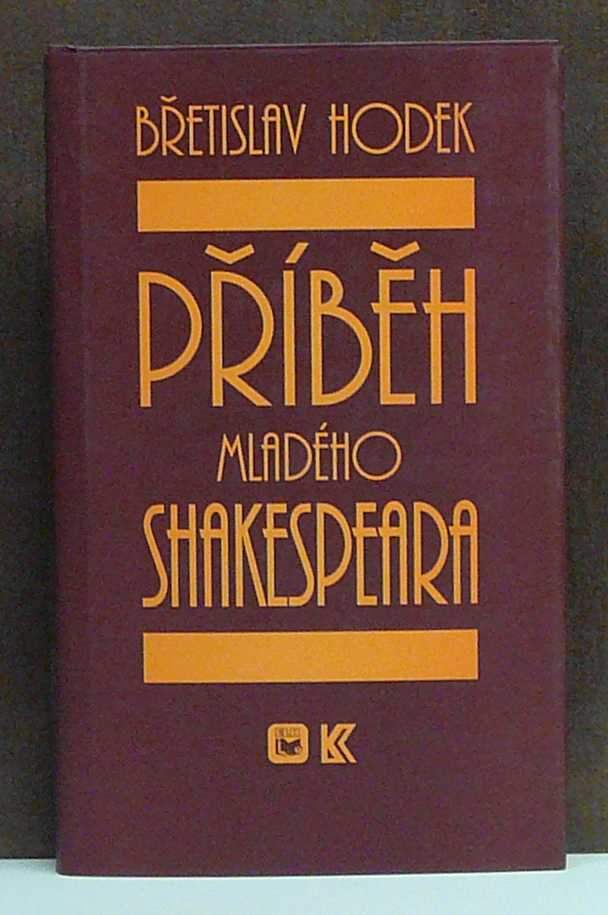 BŘETISLAV HODEK
PŘÍBĚH
MLADÉHO
SHAKESPEARA